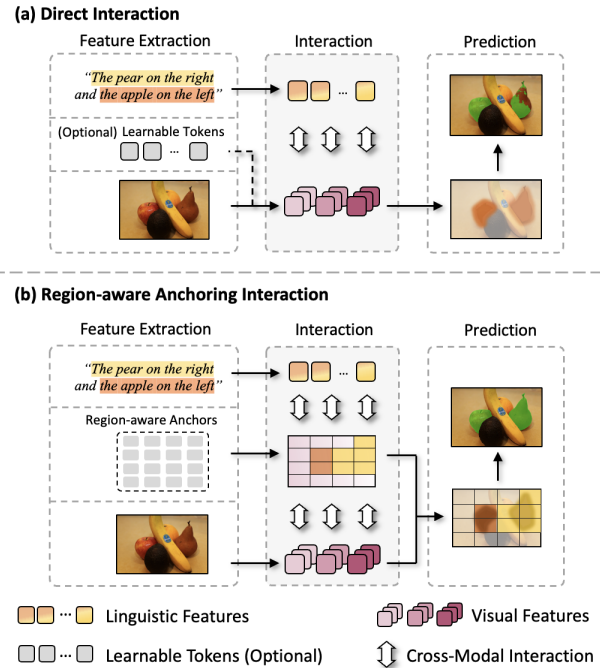 (a) Direct Interaction
Feature Extraction
Interaction
Prediction
“The pear on the right
and the apple on the left”
(Optional) Learnable Tokens
...
...
(b) Region-aware Anchoring Interaction
Feature Extraction
Interaction
Prediction
“The pear on the right
and the apple on the left”
...
Region-aware Anchors
... Linguistic Features
Visual Features
... Learnable Tokens (Optional)
Cross-Modal Interaction